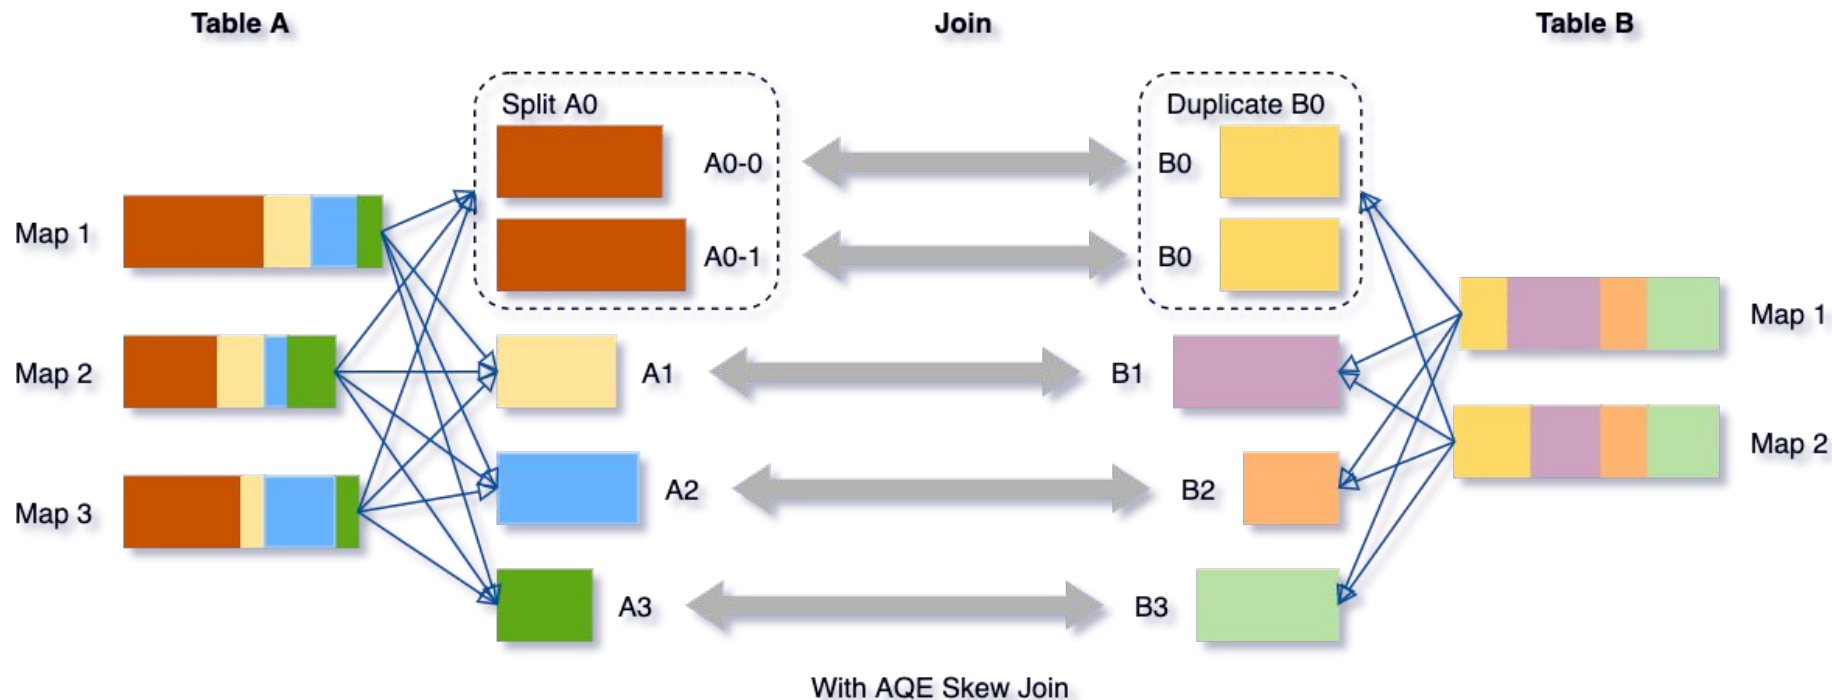 Table A
Join
Table B
Split A0
Duplicate B0
A0-0
B0
Map 1
A0-1
B0
Map 1
Map 2
A1
B1
Map 2
A2
B2
Map 3
A3
B3
With AQE Skew Join